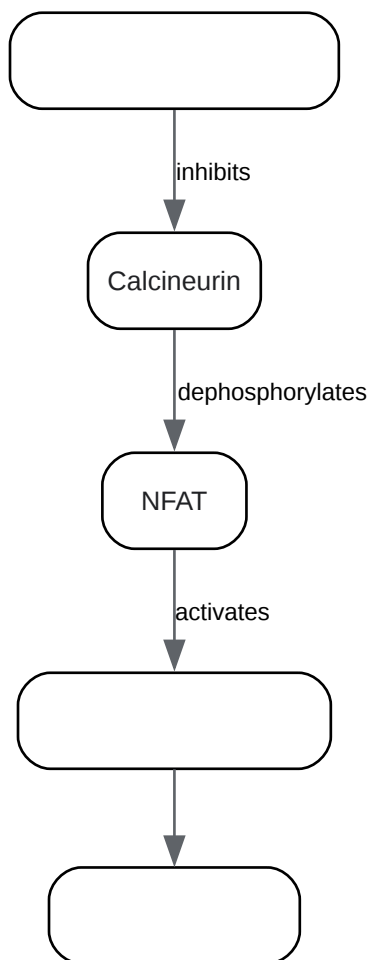 inhibits
Calcineurin
dephosphorylates
NFAT
activates